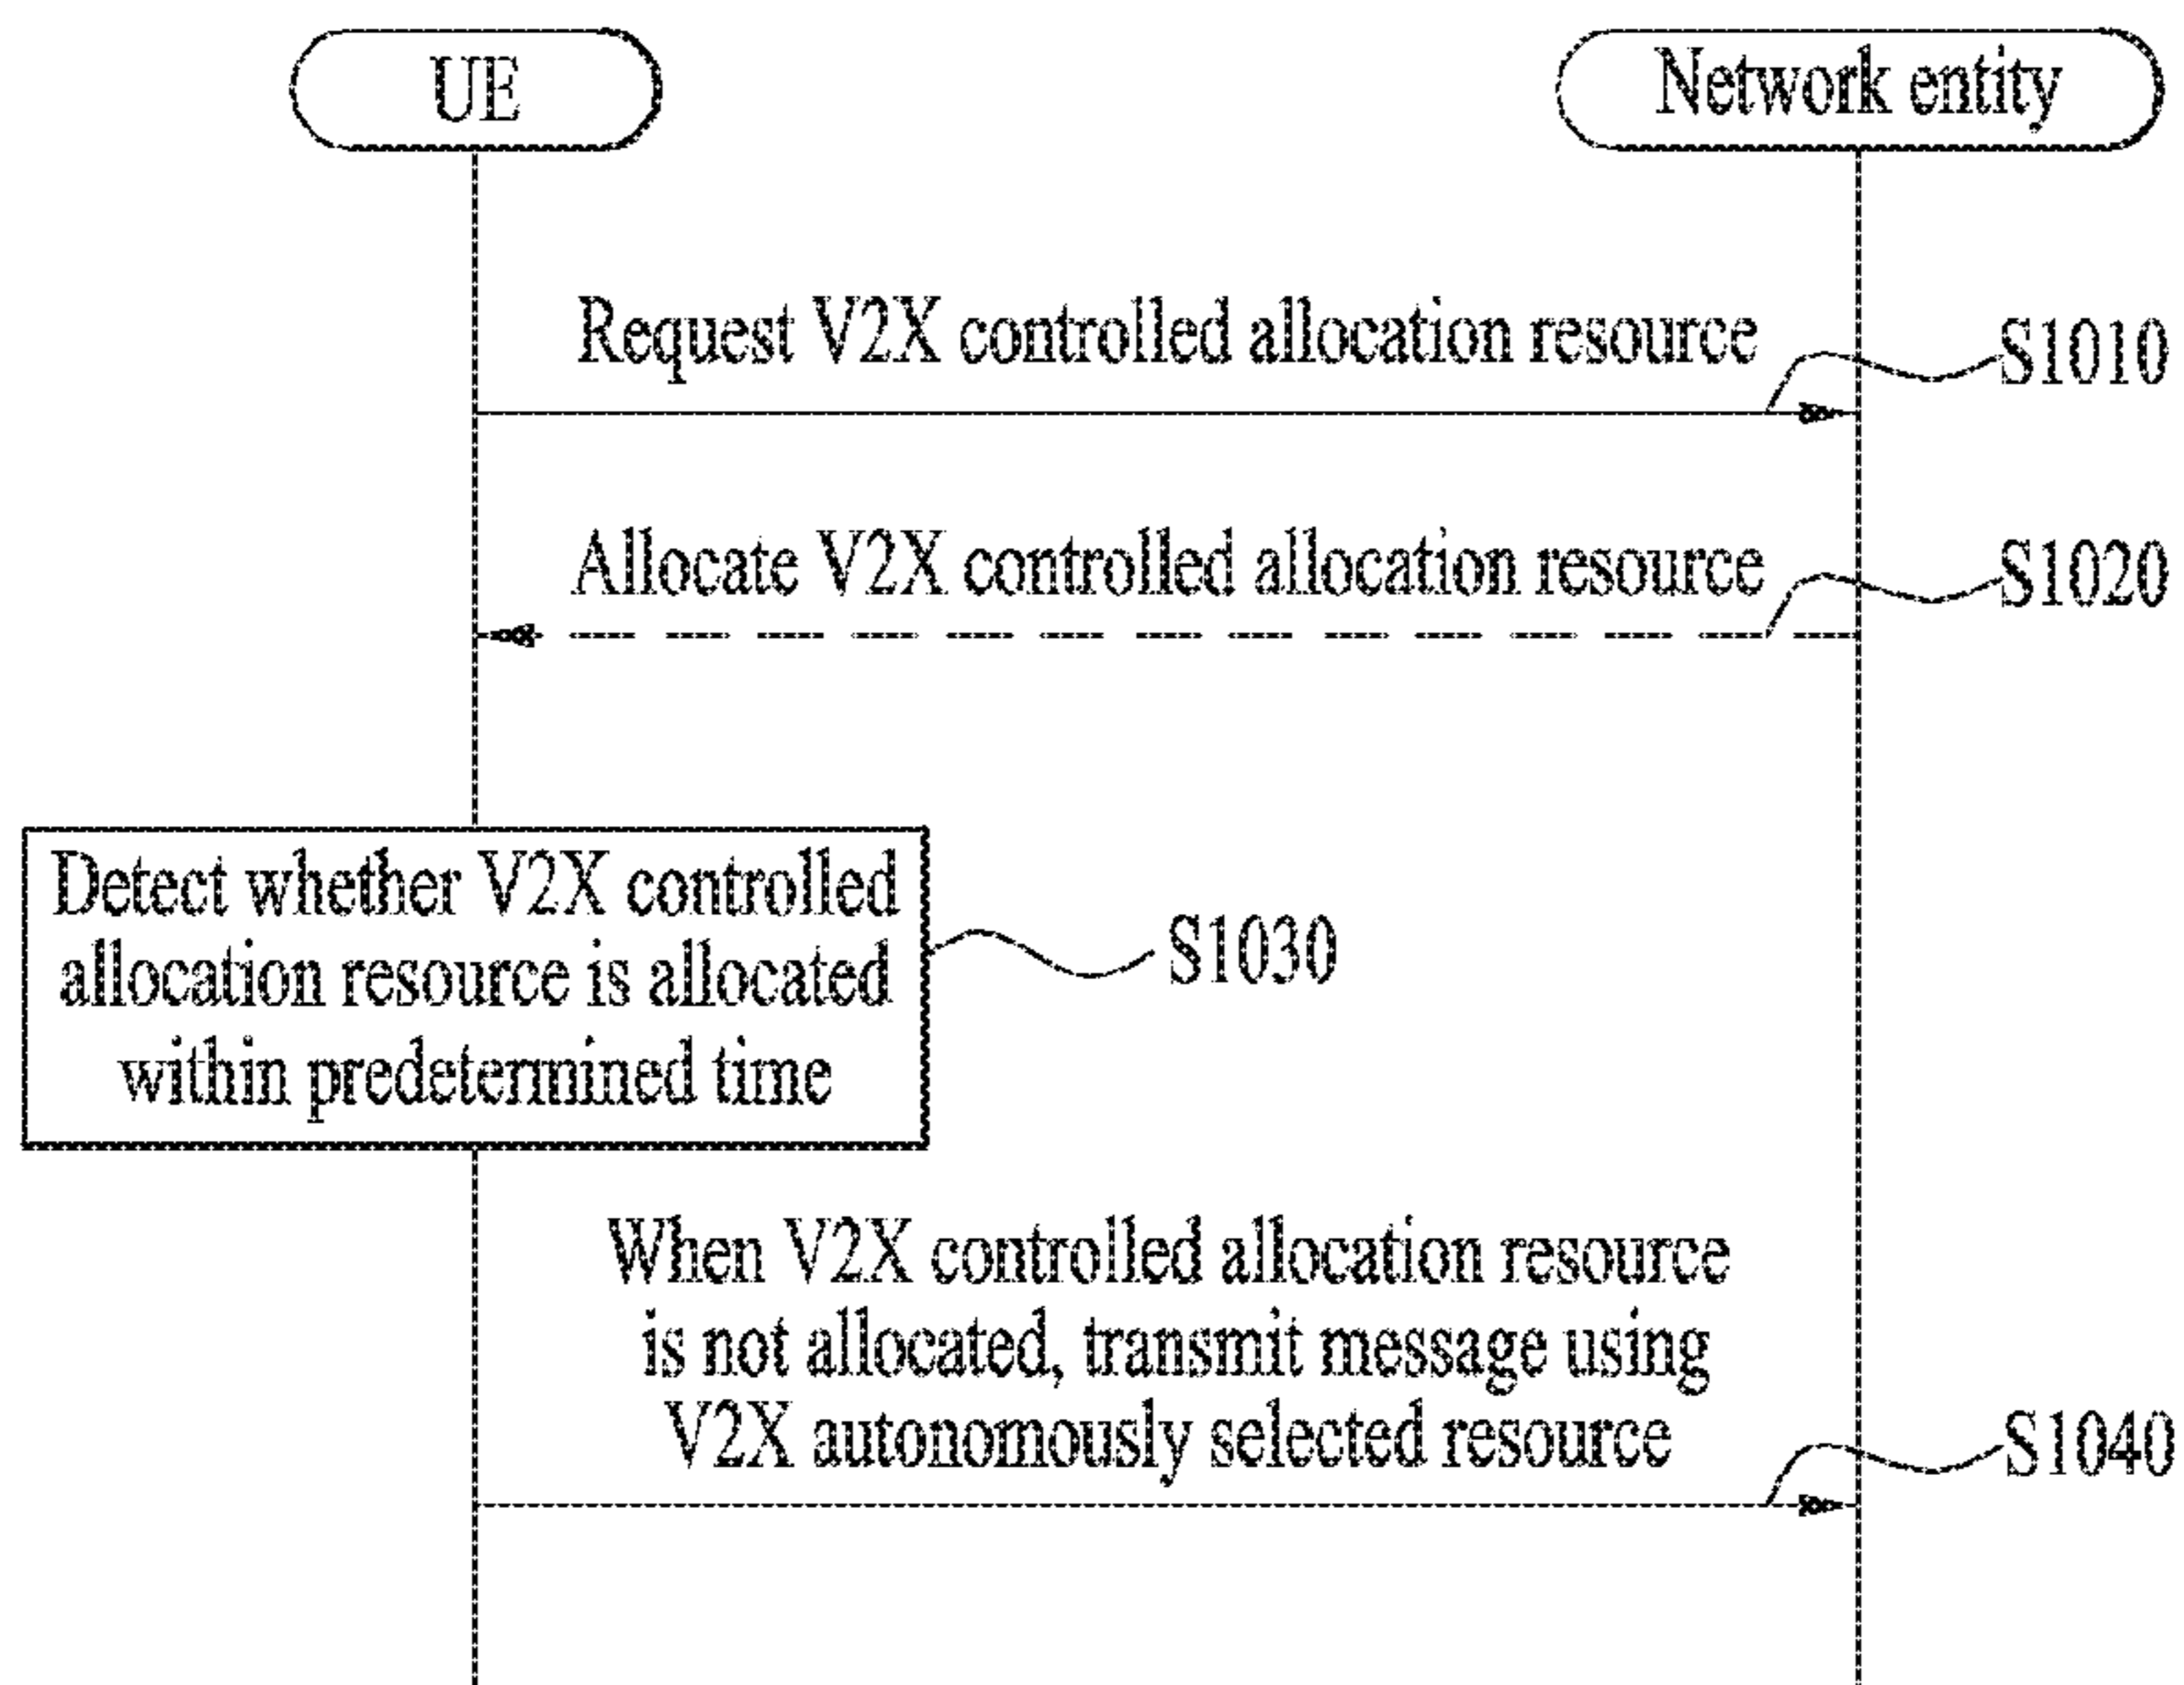 UE
Network entity
Request V2X controlled allocation resource
S1010
Allocate V2X controlled allocation resource
S1020
Detect whether V2X controlled
allocation resource is allocated
within predetermined time
S1030
When V2X controlled allocation resource
is not allocated, transmit message using
V2X autonomously selected resource
S1040